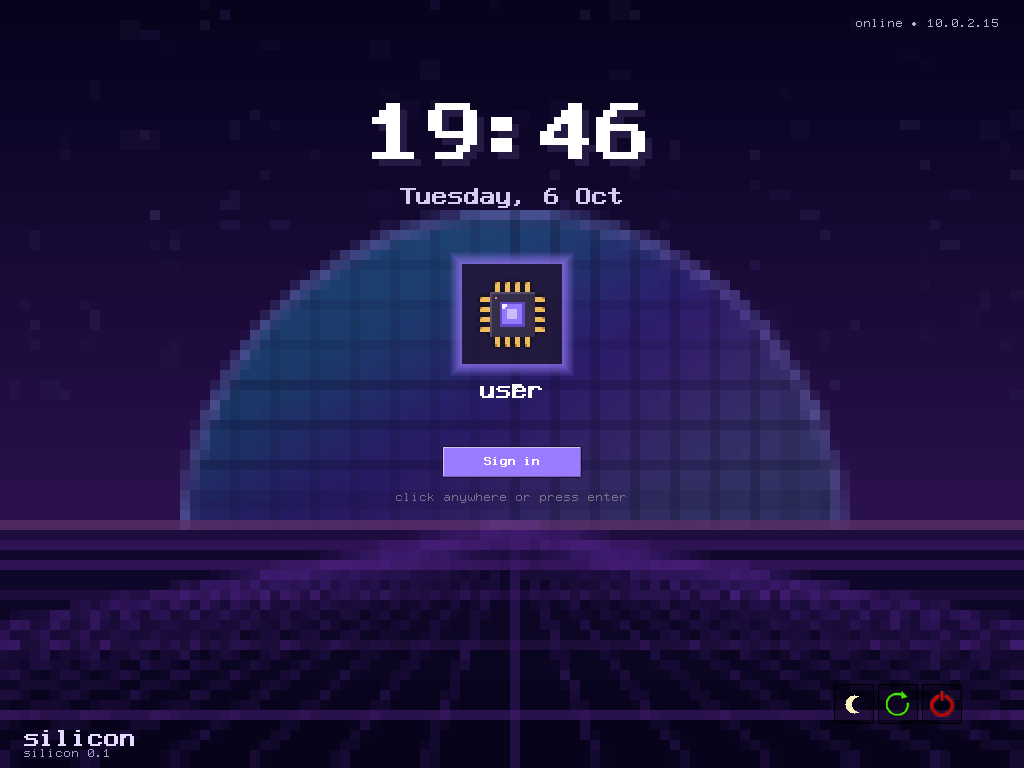 online • 10.0.2.15
19:46
Tuesday, 6 Oct
user
Sign in
click anywhere or press enter
silicon
silicon 0.1